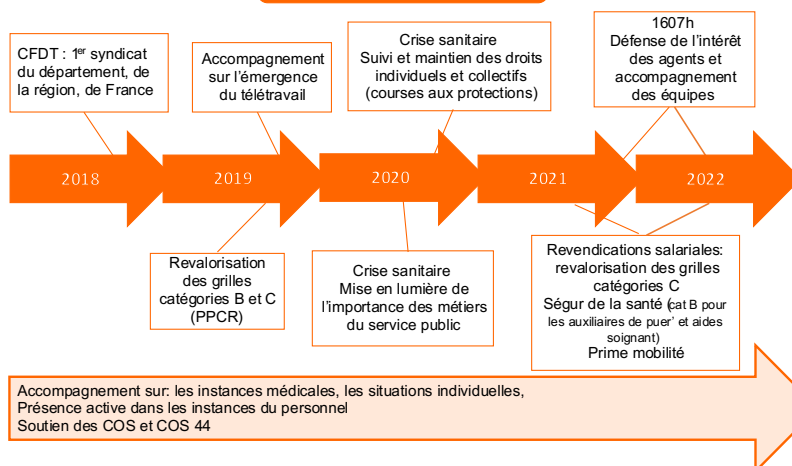 CFDT : 1er syndicat
du département, de
la région, de France
Accompagnement
sur l'émergence
du télétravail
Crise sanitaire
Suivi et maintien des droits
individuels et collectifs
(courses aux protections)
1607h
Défense de l'intérêt
des agents et
accompagnement
des équipes
2018
2019
2020
2021
2022
Revalorisation
des grilles
catégories B et C
(PPCR)
Crise sanitaire
Mise en lumière de
l'importance des métiers
du service public
Revendications salariales:
revalorisation des grilles
catégories C
Ségur de la santé (cat B pour
les auxiliaires de puer' et aides
soignant)
Prime mobilité
Accompagnement sur: les instances médicales, les situations individuelles,
Présence active dans les instances du personnel
Soutien des COS et COS 44